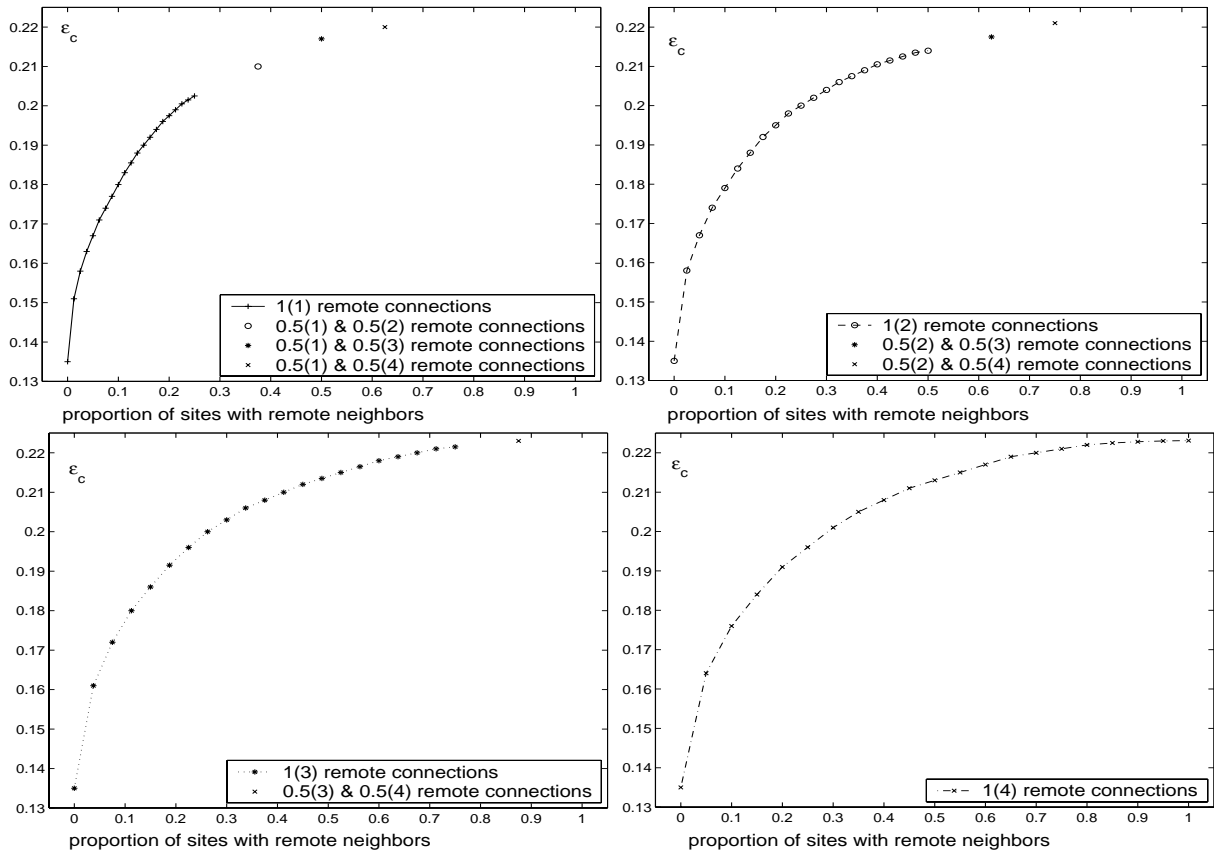 ε_c
0.22
0.21
0.2
0.19
0.18
0.17
0.16
0.15
0.14
0.13
0 0.1 0.2 0.3 0.4 0.5 0.6 0.7 0.8 0.9 1
1(1) remote connections
0.5(1) & 0.5(2) remote connections
0.5(1) & 0.5(3) remote connections
0.5(1) & 0.5(4) remote connections
proportion of sites with remote neighbors
ε_c
0.22
0.21
0.2
0.19
0.18
0.17
0.16
0.15
0.14
0.13
0 0.1 0.2 0.3 0.4 0.5 0.6 0.7 0.8 0.9 1
1(2) remote connections
0.5(2) & 0.5(3) remote connections
0.5(2) & 0.5(4) remote connections
proportion of sites with remote neighbors
ε_c
0.22
0.21
0.2
0.19
0.18
0.17
0.16
0.15
0.14
0.13
0 0.1 0.2 0.3 0.4 0.5 0.6 0.7 0.8 0.9 1
1(3) remote connections
0.5(3) & 0.5(4) remote connections
proportion of sites with remote neighbors
ε_c
0.22
0.21
0.2
0.19
0.18
0.17
0.16
0.15
0.14
0.13
0 0.1 0.2 0.3 0.4 0.5 0.6 0.7 0.8 0.9 1
1(4) remote connections
proportion of sites with remote neighbors